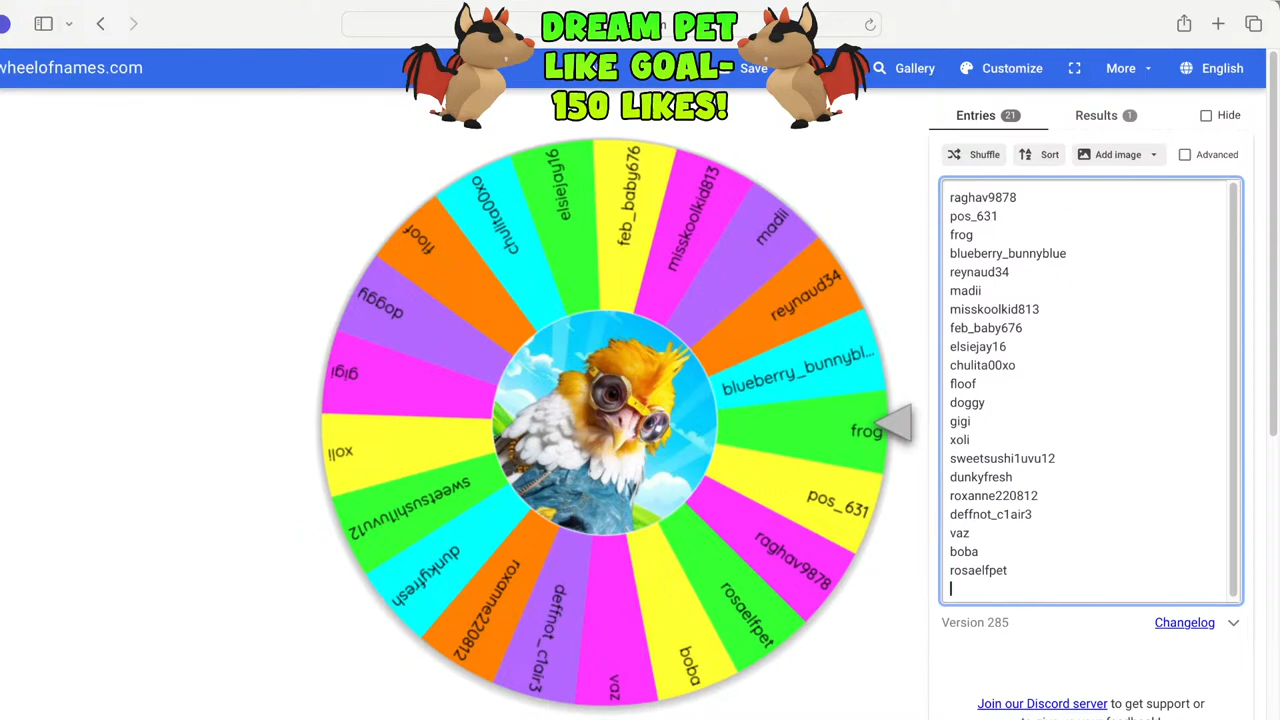 DREAM PET
LIKE GOAL-
150 LIKES!
wheelofnames.com
Save
Gallery
Customize
More
English
Entries 21
Results 1
Hide
Shuffle
Sort
Add image
Advanced
raghav9878
pos_631
frog
blueberry_bunnyblue
reynaud34
madii
misskoolkid813
feb_baby676
elsiejay16
chulita00xo
floof
doggy
gigi
xoli
sweetsushi1uvu12
dunkyfresh
roxanne220812
deffnot_c1air3
vaz
boba
rosaelfpet
Version 285
Changelog
Join our Discord server to get support or
elsiejay16
feb_baby676
misskoolkid813
madii
reynaud34
blueberry_bunnybl...
frog
pos_631
raghav9878
rosaelfpet
boba
vaz
deffnot_c1air3
roxanne220812
dunkyfresh
sweetsushi1uvu12
xoli
gigi
doggy
floof
chulita00xo